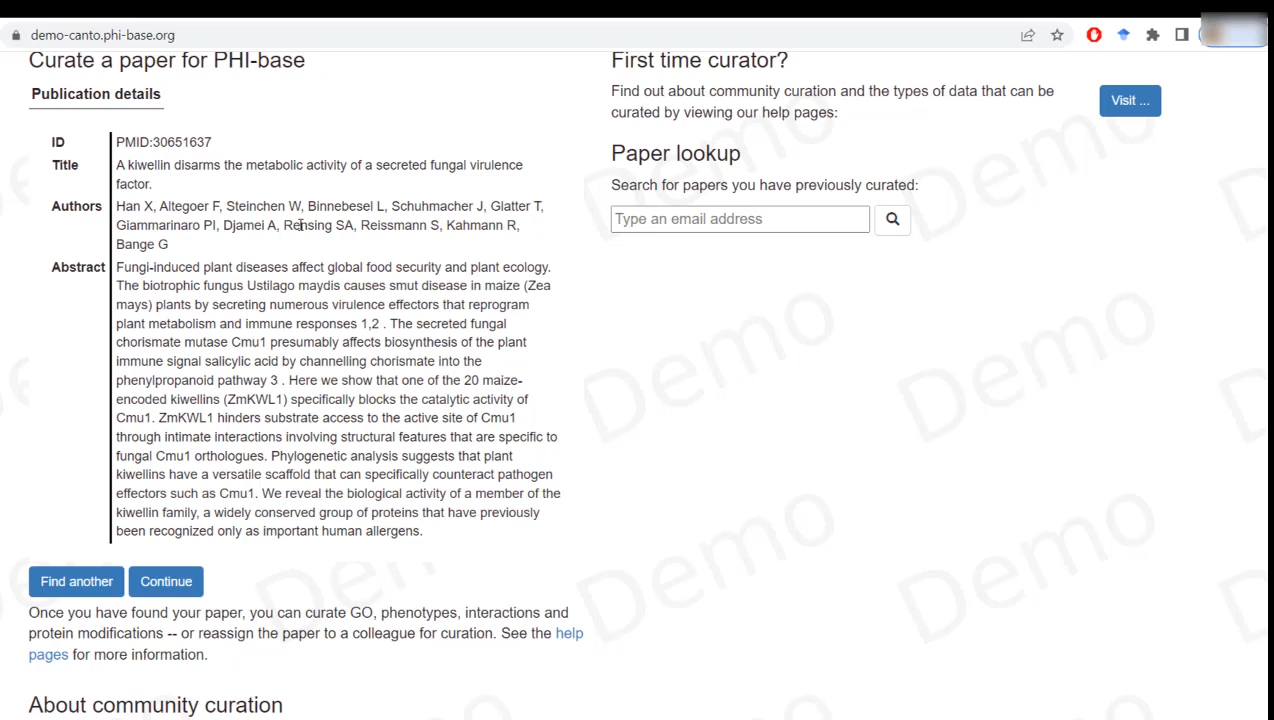 demo-canto.phi-base.org
Curate a paper for PHI-base
Publication details
ID PMID:30651637
Title A kiwellin disarms the metabolic activity of a secreted fungal virulence
factor.
Authors Han X, Altegoer F, Steinchen W, Binnebesel L, Schuhmacher J, Glatter T,
Giammarinaro PI, Djamei A, Rensing SA, Reissmann S, Kahmann R,
Bange G
Abstract Fungi-induced plant diseases affect global food security and plant ecology.
The biotrophic fungus Ustilago maydis causes smut disease in maize (Zea
mays) plants by secreting numerous virulence effectors that reprogram
plant metabolism and immune responses 1,2 . The secreted fungal
chorismate mutase Cmu1 presumably affects biosynthesis of the plant
immune signal salicylic acid by channelling chorismate into the
phenylpropanoid pathway 3 . Here we show that one of the 20 maize-
encoded kiwellins (ZmKWL1) specifically blocks the catalytic activity of
Cmu1. ZmKWL1 hinders substrate access to the active site of Cmu1
through intimate interactions involving structural features that are specific to
fungal Cmu1 orthologues. Phylogenetic analysis suggests that plant
kiwellins have a versatile scaffold that can specifically counteract pathogen
effectors such as Cmu1. We reveal the biological activity of a member of the
kiwellin family, a widely conserved group of proteins that have previously
been recognized only as important human allergens.
Find another Continue
Once you have found your paper, you can curate GO, phenotypes, interactions and
protein modifications -- or reassign the paper to a colleague for curation. See the help
pages for more information.
About community curation
First time curator?
Find out about community curation and the types of data that can be
curated by viewing our help pages:
Visit ...
Paper lookup
Search for papers you have previously curated:
Type an email address
Demo
Demo
Demo
Demo
Demo
Demo